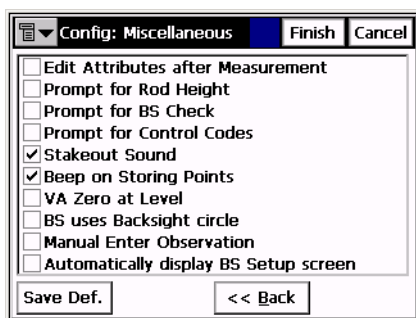 Config: Miscellaneous Finish Cancel
Edit Attributes after Measurement
Prompt for Rod Height
Prompt for BS Check
Prompt for Control Codes
Stakeout Sound
Beep on Storing Points
VA Zero at Level
BS uses Backsight circle
Manual Enter Observation
Automatically display BS Setup screen
Save Def. << Back